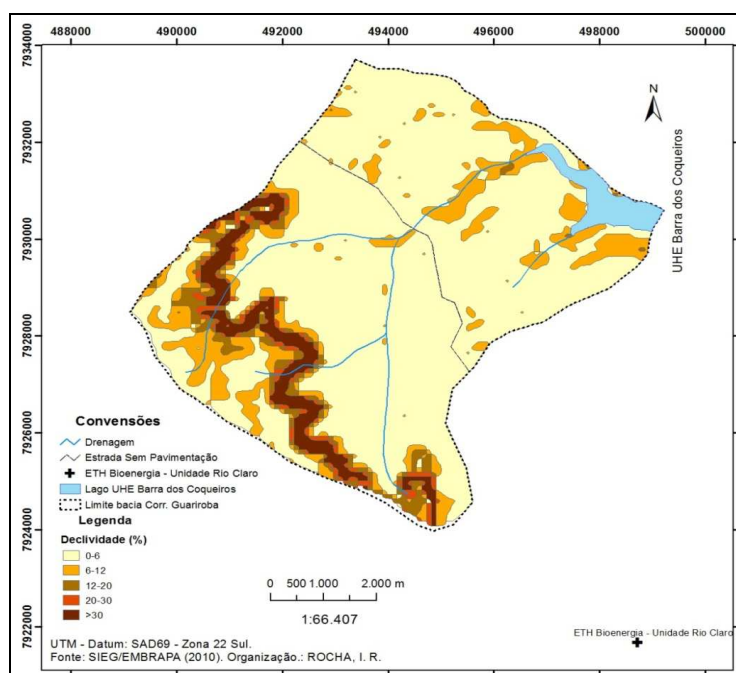 488000 490000 492000 494000 496000 498000 500000
7934000
7932000
7930000
7928000
7926000
7924000
7922000
N
UHE Barra dos Coqueiros
Convensões
Drenagem
Estrada Sem Pavimentação
ETH Bioenergia - Unidade Rio Claro
Lago UHE Barra dos Coqueiros
Limite bacia Corr. Guariroba
Legenda
Declividade (%)
0-6
6-12
12-20
20-30
>30
0 500 1.000 2.000 m
1:66.407
ETH Bioenergia - Unidade Rio Claro
UTM - Datum: SAD69 - Zona 22 Sul.
Fonte: SIEG/EMBRAPA (2010). Organização.: ROCHA, I. R.